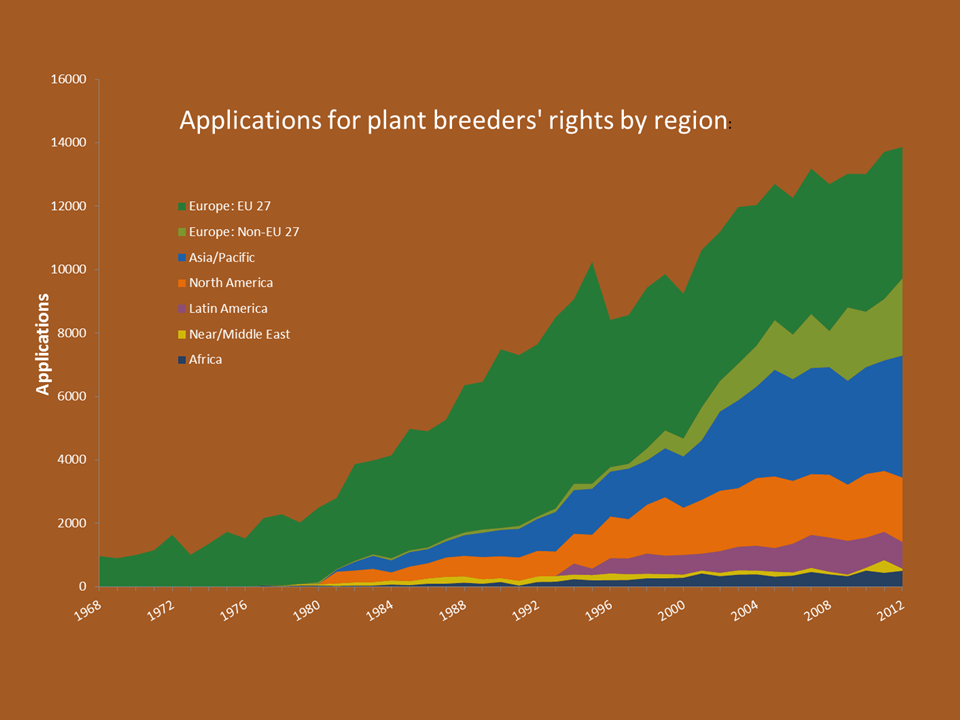 16000
Applications for plant breeders' rights by region:
14000
12000
10000
8000
6000
4000
2000
0
Applications
Europe: EU 27
Europe: Non-EU 27
Asia/Pacific
North America
Latin America
Near/Middle East
Africa
1968
1972
1976
1980
1984
1988
1992
1996
2000
2004
2008
2012